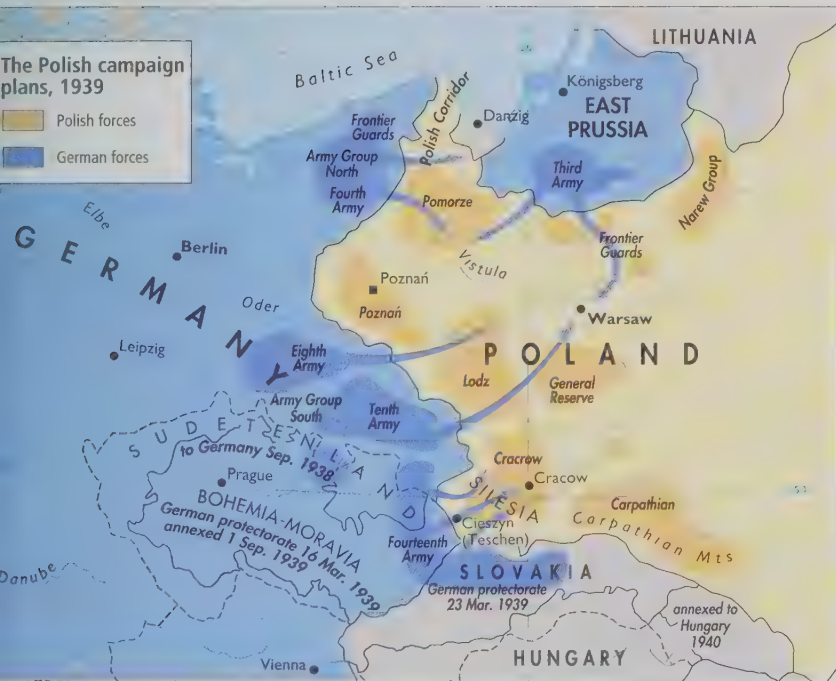 The Polish campaign
plans, 1939
Polish forces
German forces
Baltic Sea
LITHUANIA
Königsberg
EAST
PRUSSIA
Danzig
Polish Corridor
Frontier
Guards
Army Group
North
Fourth
Army
Third
Army
Pomorze
Narew Group
Elbe
GERMANY
Berlin
Frontier
Guards
Vistula
Poznań
Poznań
Oder
Warsaw
Leipzig
Eighth
Army
POLAND
Lodz
General
Reserve
Army Group
South
Tenth
Army
SUDETENLAND
to Germany Sep. 1938
Cracrow
Cracow
SILESIA
Prague
BOHEMIA-MORAVIA
German protectorate 16 Mar. 1939
annexed 1 Sep. 1939
Cieszyn
(Teschen)
Carpathian
Carpathian Mts
Fourteenth
Army
Danube
SLOVAKIA
German protectorate
23 Mar. 1939
annexed to
Hungary
1940
HUNGARY
Vienna